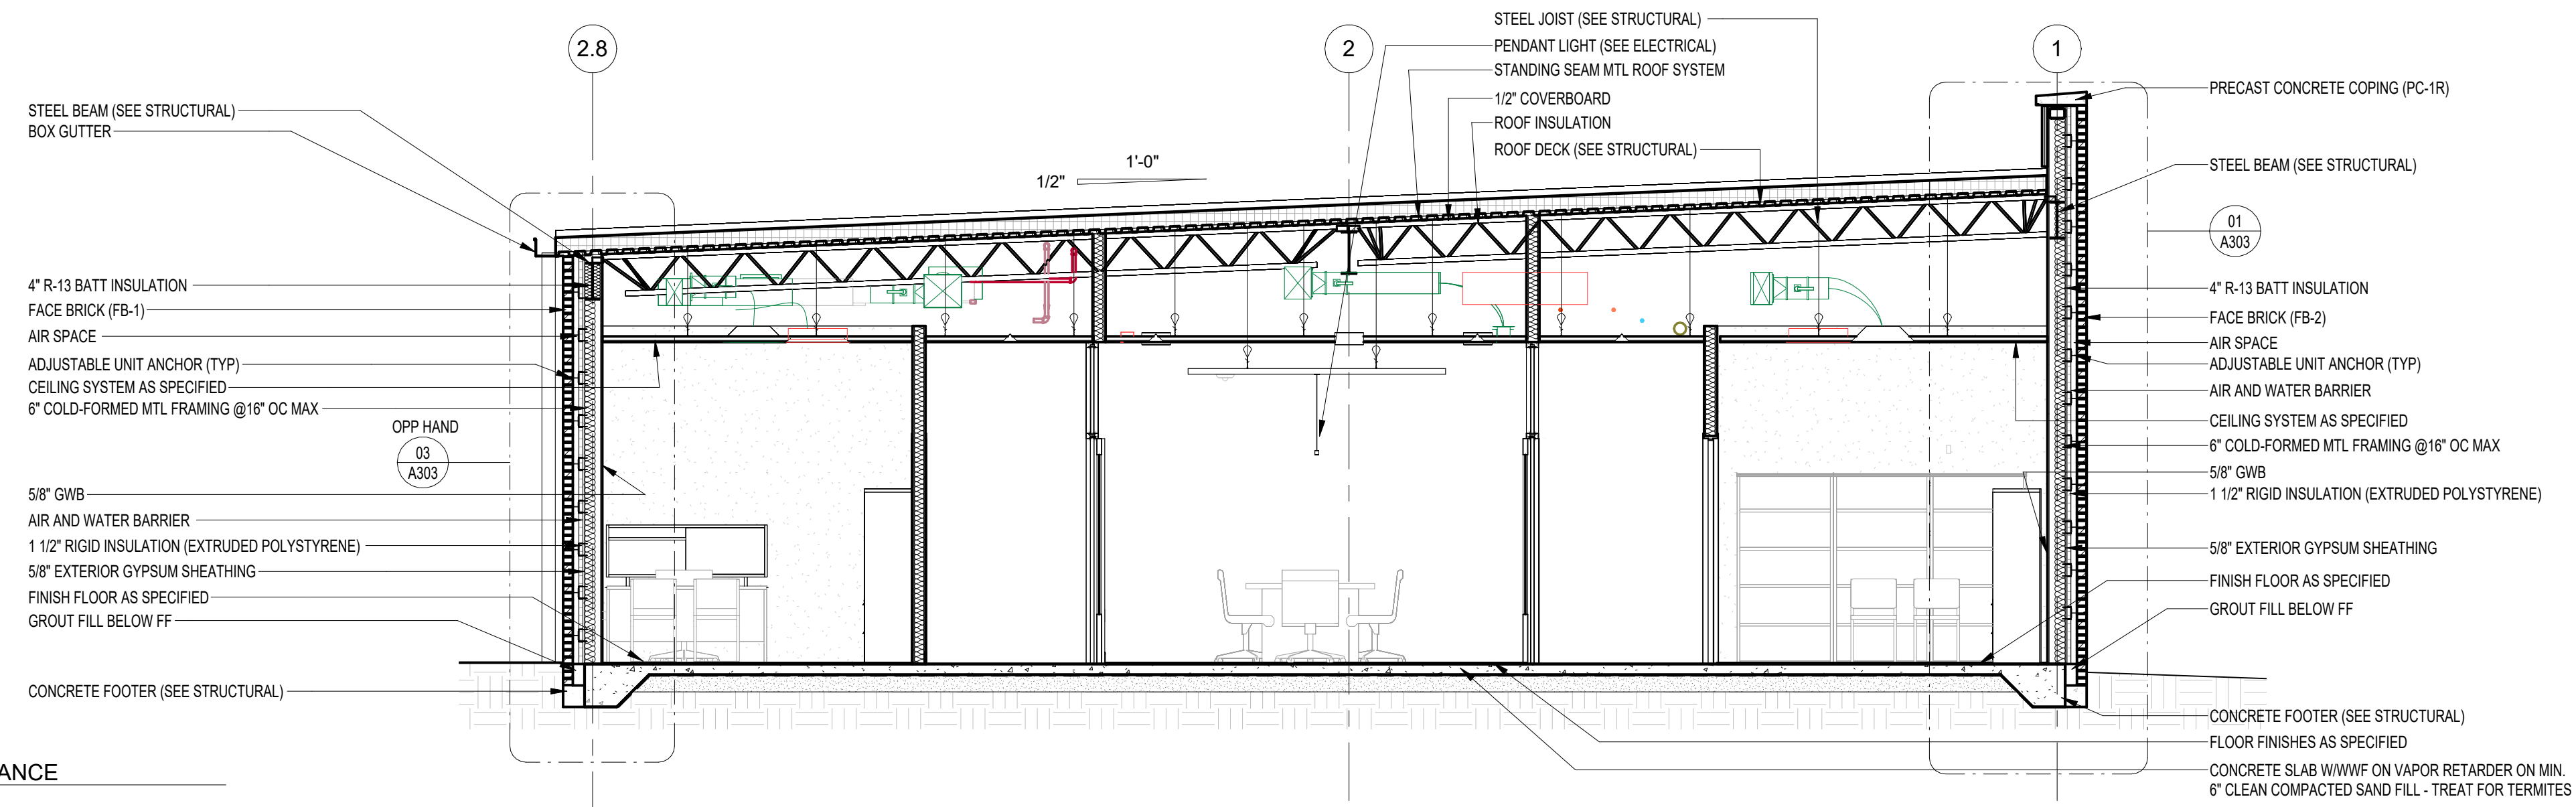 2.8
2
1
STEEL JOIST (SEE STRUCTURAL)
PENDANT LIGHT (SEE ELECTRICAL)
STANDING SEAM MTL ROOF SYSTEM
1/2" COVERBOARD
ROOF INSULATION
ROOF DECK (SEE STRUCTURAL)
1'-0"
1/2"
STEEL BEAM (SEE STRUCTURAL)
BOX GUTTER
4" R-13 BATT INSULATION
FACE BRICK (FB-1)
AIR SPACE
ADJUSTABLE UNIT ANCHOR (TYP)
CEILING SYSTEM AS SPECIFIED
6" COLD-FORMED MTL FRAMING @16" OC MAX
OPP HAND
03
A303
5/8" GWB
AIR AND WATER BARRIER
1 1/2" RIGID INSULATION (EXTRUDED POLYSTYRENE)
5/8" EXTERIOR GYPSUM SHEATHING
FINISH FLOOR AS SPECIFIED
GROUT FILL BELOW FF
CONCRETE FOOTER (SEE STRUCTURAL)
ANCE
PRECAST CONCRETE COPING (PC-1R)
STEEL BEAM (SEE STRUCTURAL)
01
A303
4" R-13 BATT INSULATION
FACE BRICK (FB-2)
AIR SPACE
ADJUSTABLE UNIT ANCHOR (TYP)
AIR AND WATER BARRIER
CEILING SYSTEM AS SPECIFIED
6" COLD-FORMED MTL FRAMING @16" OC MAX
5/8" GWB
1 1/2" RIGID INSULATION (EXTRUDED POLYSTYRENE)
5/8" EXTERIOR GYPSUM SHEATHING
FINISH FLOOR AS SPECIFIED
GROUT FILL BELOW FF
CONCRETE FOOTER (SEE STRUCTURAL)
FLOOR FINISHES AS SPECIFIED
CONCRETE SLAB W/WWF ON VAPOR RETARDER ON MIN.
6" CLEAN COMPACTED SAND FILL - TREAT FOR TERMITES